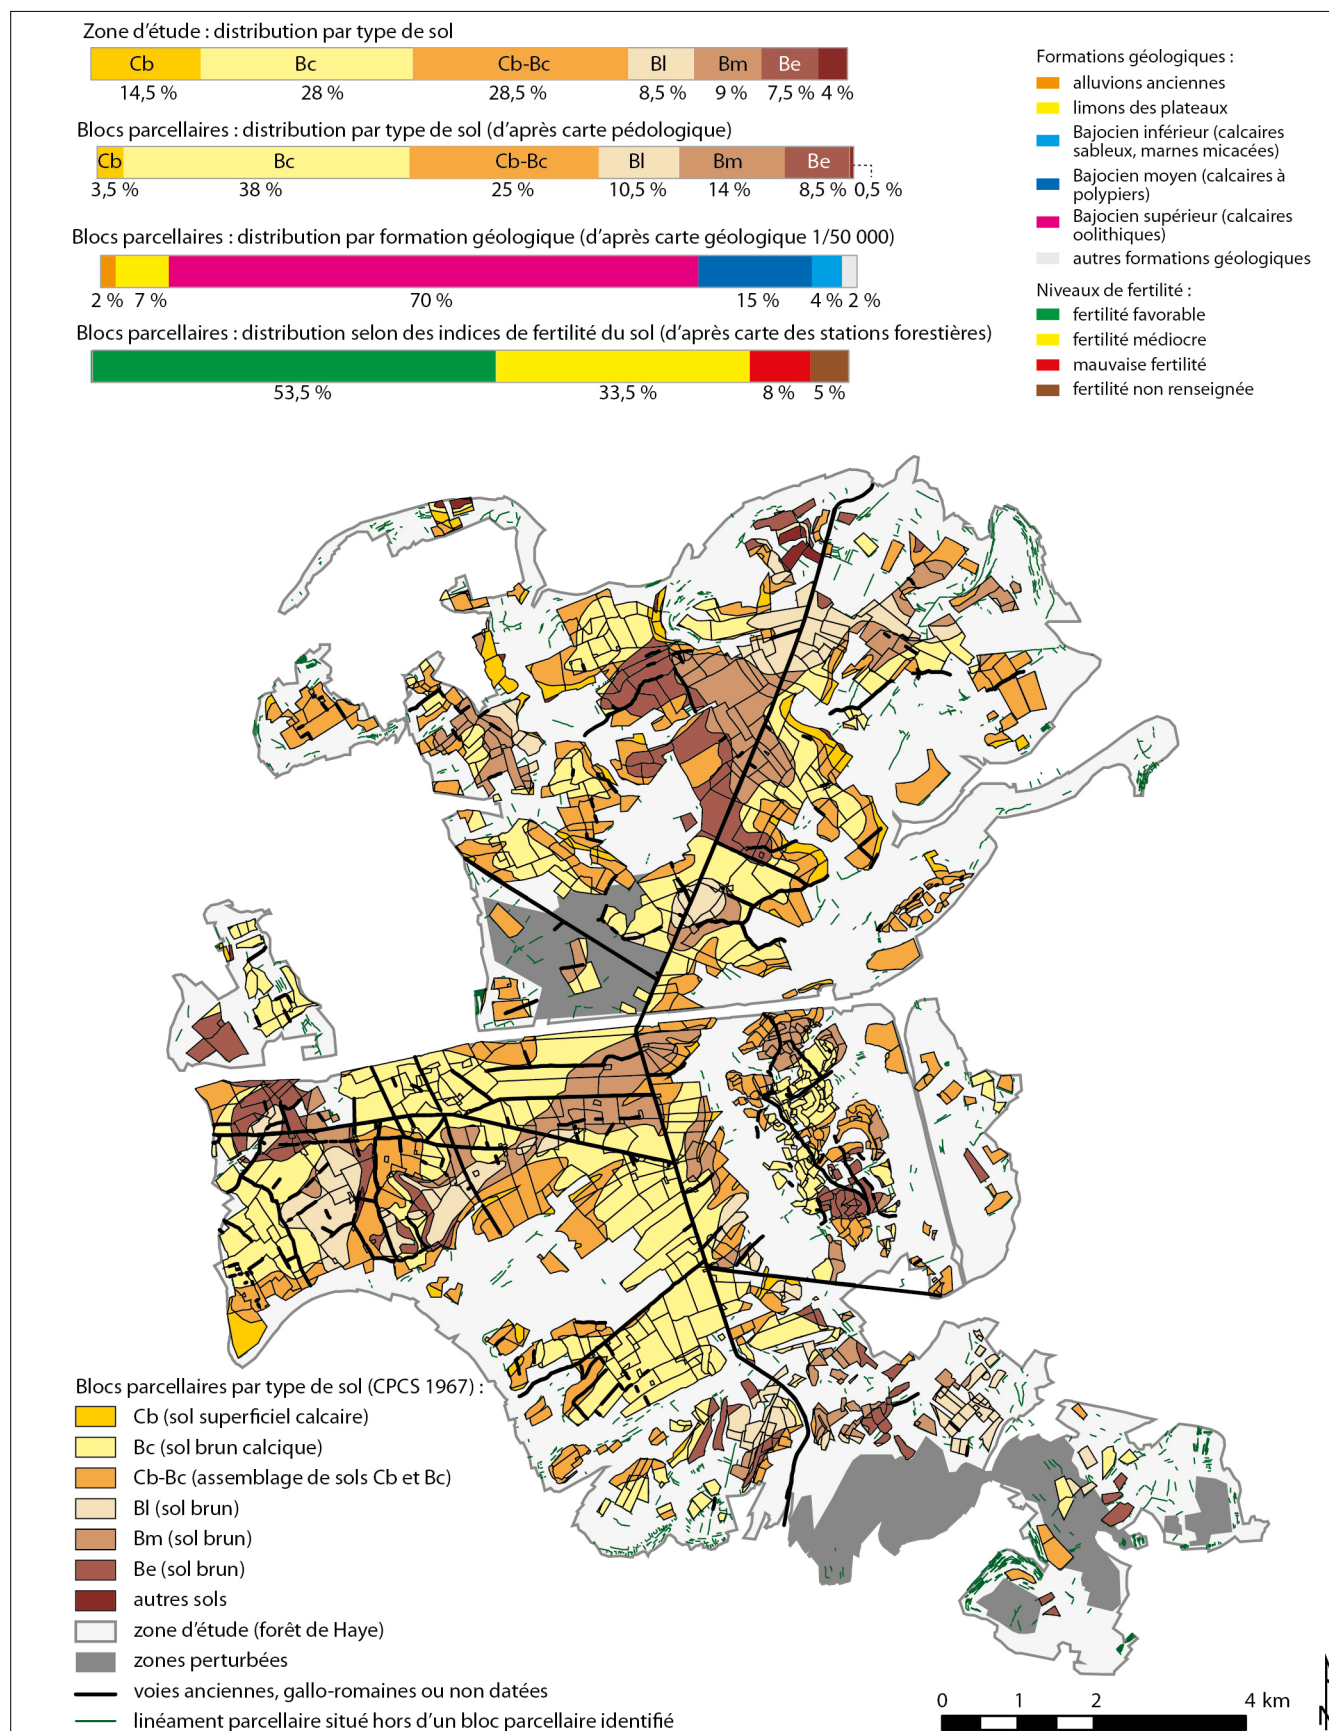 Zone d'étude : distribution par type de sol
Cb Bc Cb-Bc Bl Bm Be
14,5 % 28 % 28,5 % 8,5 % 9 % 7,5 % 4 %
Blocs parcellaires : distribution par type de sol (d'après carte pédologique)
Cb Bc Cb-Bc Bl Bm Be
3,5 % 38 % 25 % 10,5 % 14 % 8,5 % 0,5 %
Blocs parcellaires : distribution par formation géologique (d'après carte géologique 1/50 000)
2 % 7 % 70 % 15 % 4 % 2 %
Blocs parcellaires : distribution selon des indices de fertilité du sol (d'après carte des stations forestières)
53,5 % 33,5 % 8 % 5 %
Formations géologiques :
alluvions anciennes
limons des plateaux
Bajocien inférieur (calcaires
sableux, marnes micacées)
Bajocien moyen (calcaires à
polypiers)
Bajocien supérieur (calcaires
oolithiques)
autres formations géologiques
Niveaux de fertilité :
fertilité favorable
fertilité médiocre
mauvaise fertilité
fertilité non renseignée
Blocs parcellaires par type de sol (CPCS 1967) :
Cb (sol superficiel calcaire)
Bc (sol brun calcique)
Cb-Bc (assemblage de sols Cb et Bc)
Bl (sol brun)
Bm (sol brun)
Be (sol brun)
autres sols
zone d'étude (forêt de Haye)
zones perturbées
voies anciennes, gallo-romaines ou non datées
linéament parcellaire situé hors d'un bloc parcellaire identifié
0 1 2 4 km